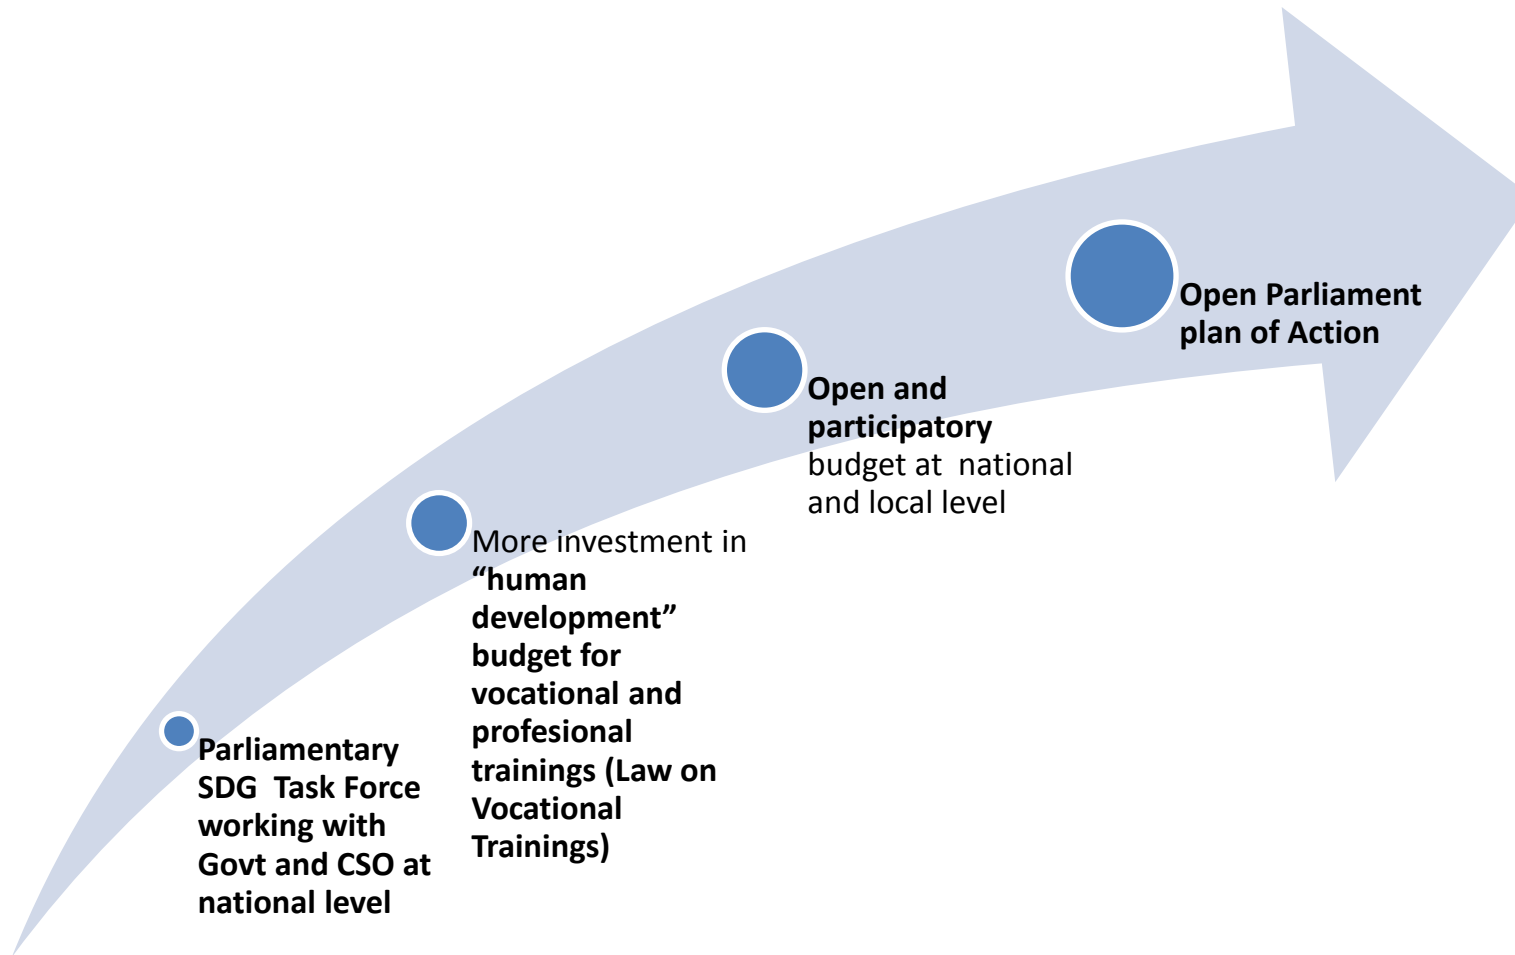 Parliamentary
SDG  Task Force
working with
Govt and CSO at
national level
More investment in
“human
development”
budget for
vocational and
profesional
trainings (Law on
Vocational
Trainings)
Open and
participatory
budget at  national
and local level
Open Parliament
plan of Action